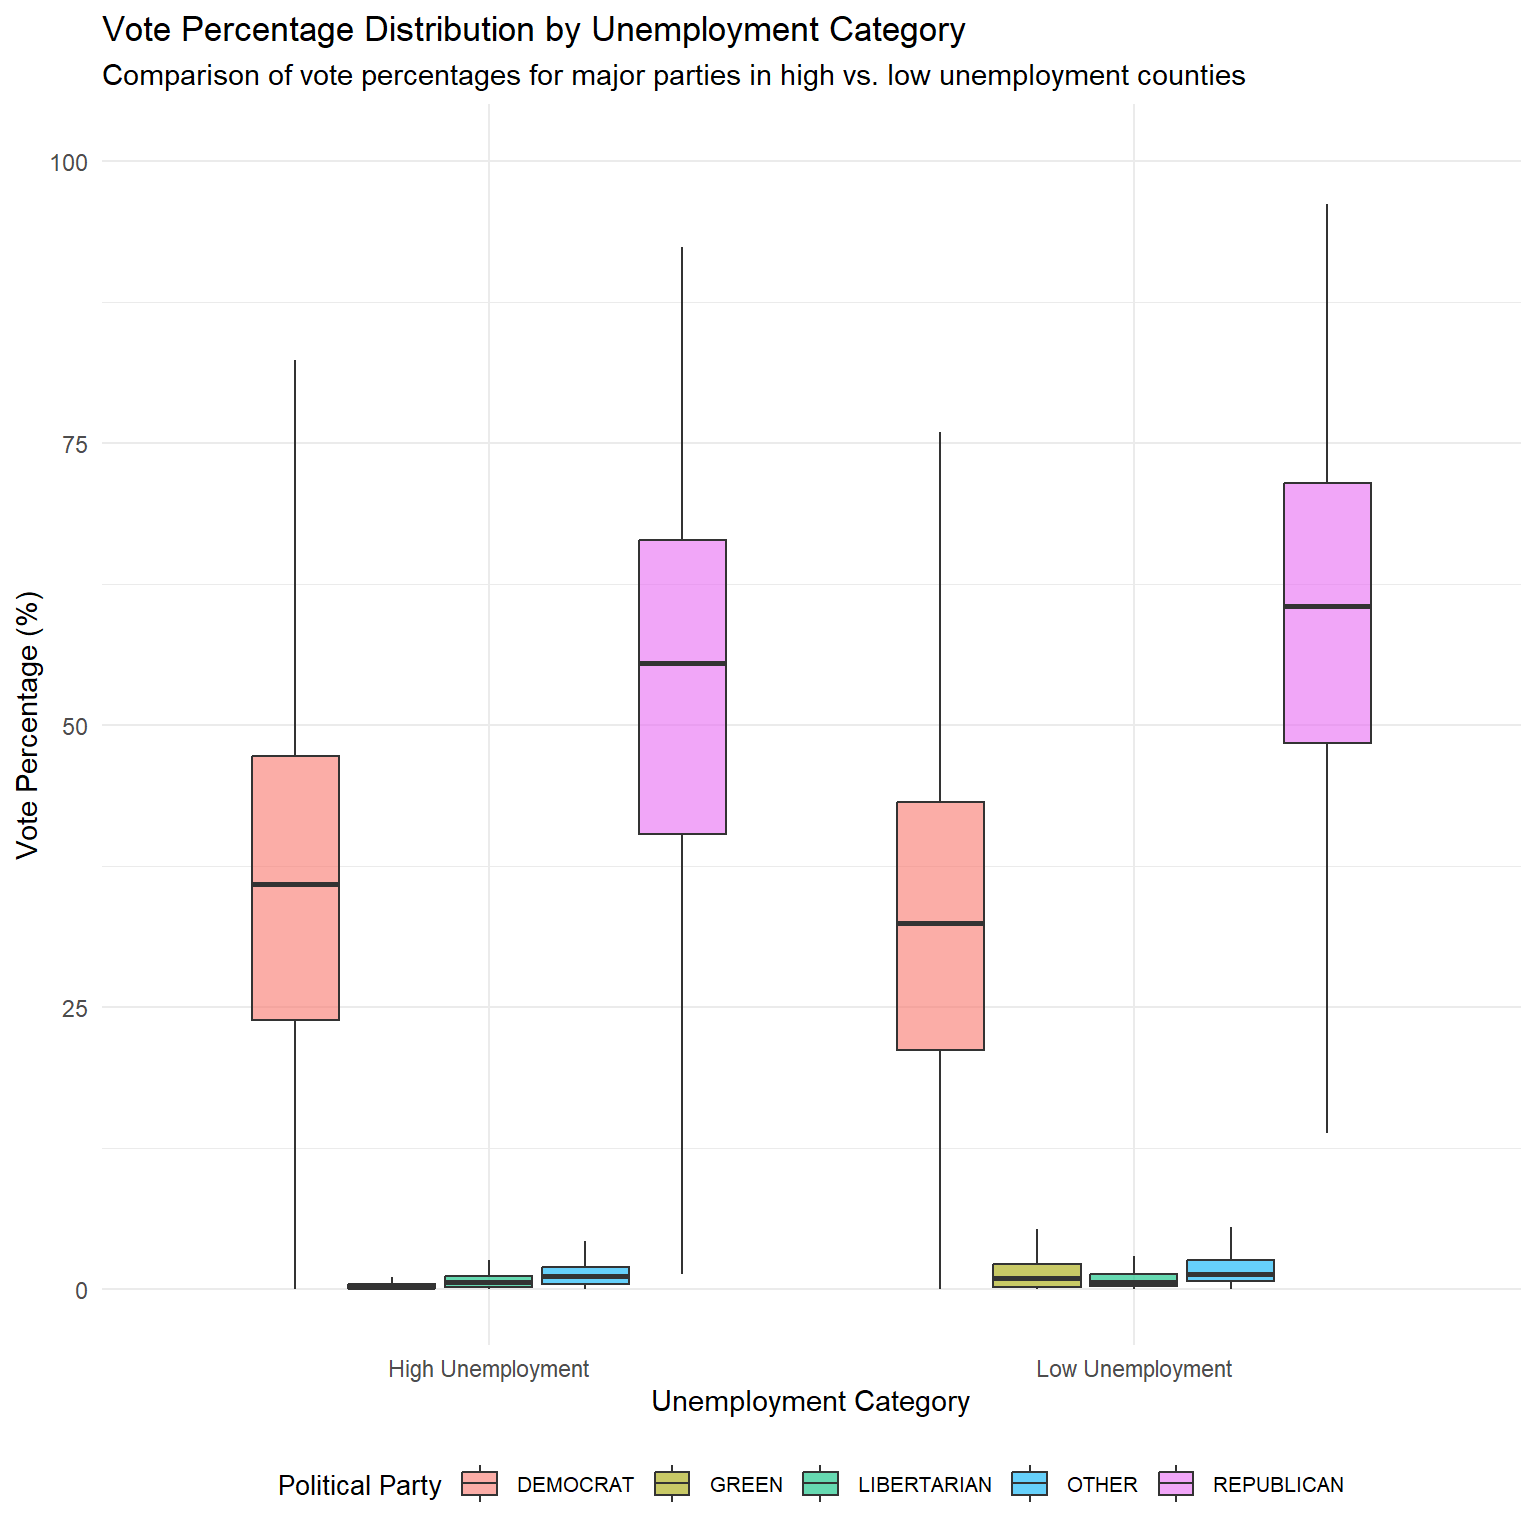 Vote Percentage Distribution by Unemployment Category
Comparison of vote percentages for major parties in high vs. low unemployment counties
Vote Percentage (%)
100
75
50
25
0
High Unemployment
Low Unemployment
Unemployment Category
Political Party
DEMOCRAT
GREEN
LIBERTARIAN
OTHER
REPUBLICAN